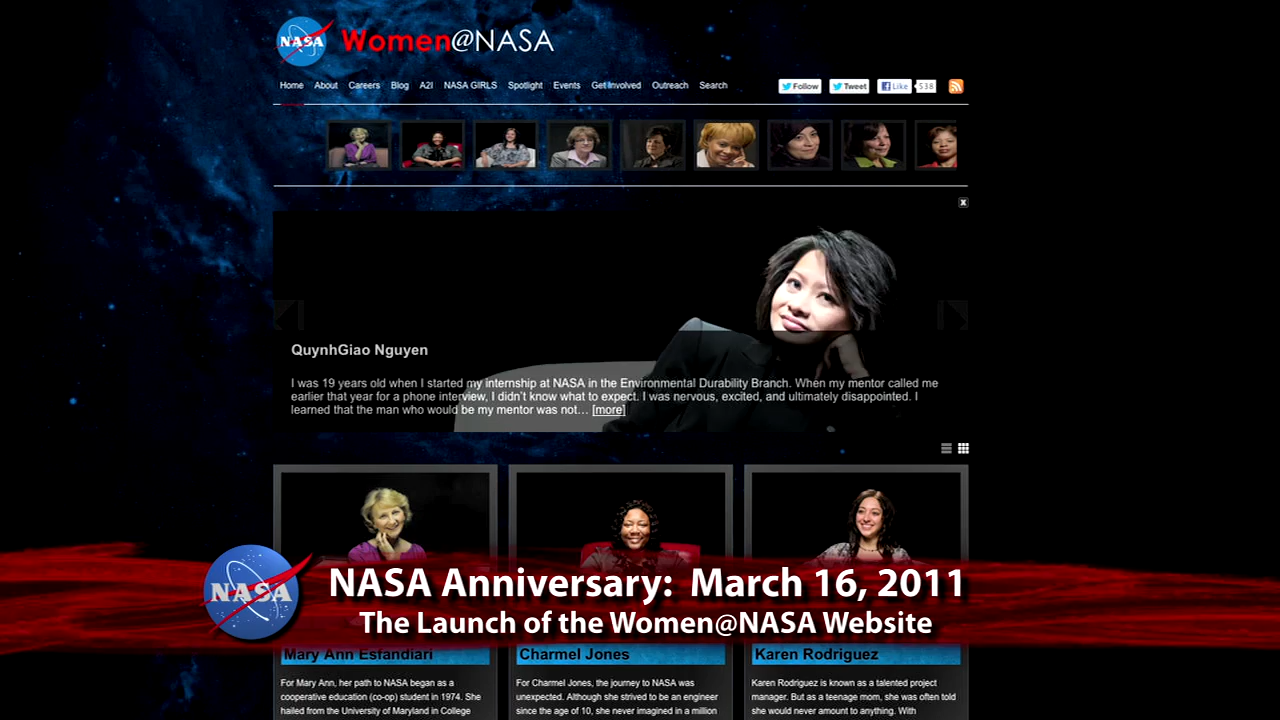 NASA Women@NASA
Home About Careers Blog A2I NASA GIRLS Spotlight Events Get Involved Outreach Search Follow Tweet Like 538
x
QuynhGiao Nguyen
I was 19 years old when I started my internship at NASA in the Environmental Durability Branch. When my mentor called me
earlier that year for a phone interview, I didn't know what to expect. I was nervous, excited, and ultimately disappointed. I
learned that the man who would be my mentor was not… [more]
NASA
NASA Anniversary: March 16, 2011
The Launch of the Women@NASA Website
Mary Ann Esfandiari
For Mary Ann, her path to NASA began as a
cooperative education (co-op) student in 1974. She
hailed from the University of Maryland in College
Charmel Jones
For Charmel Jones, the journey to NASA was
unexpected. Although she strived to be an engineer
since the age of 10, she never imagined in a million
Karen Rodriguez
Karen Rodriguez is known as a talented project
manager. But as a teenage mom, she was often told
she would never amount to anything. With